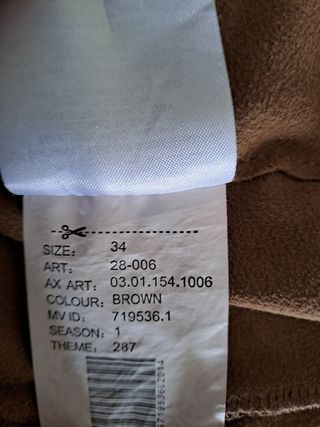 SIZE: 34
ART: 28-006
AX ART: 03.01.154.1006
COLOUR: BROWN
MV ID: 719536.1
SEASON: 1
THEME: 287